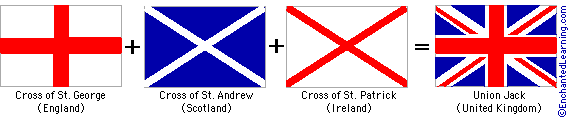 Cross of St. George
(England)
Cross of St. Andrew
(Scotland)
Cross of St. Patrick
(Ireland)
Union Jack
(United Kingdom)
©EnchantedLearning.com